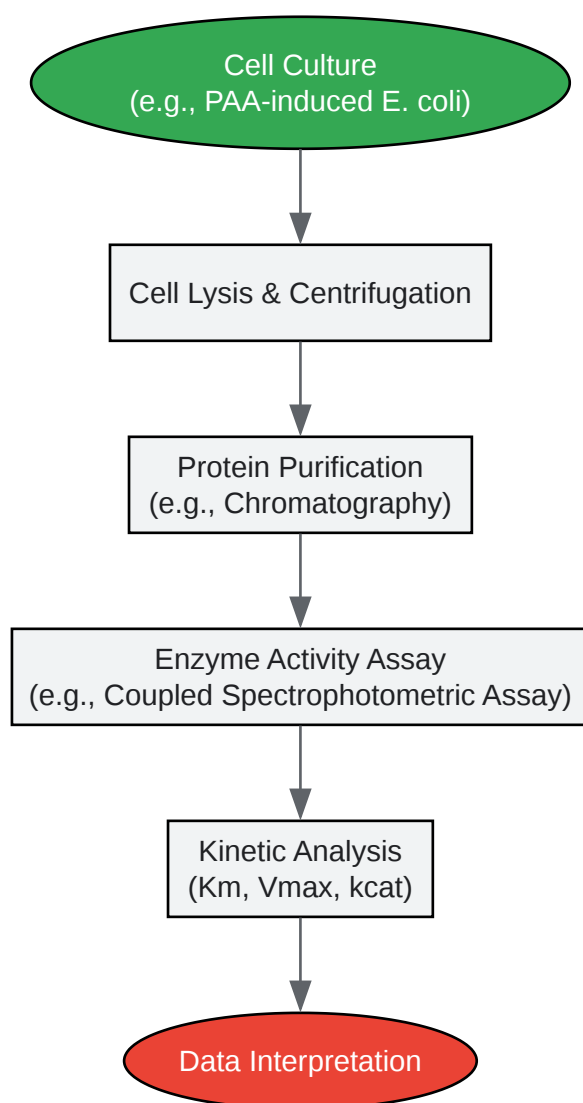 Cell Culture
(e.g., PAA-induced E. coli)
Cell Lysis & Centrifugation
Protein Purification
(e.g., Chromatography)
Enzyme Activity Assay
(e.g., Coupled Spectrophotometric Assay)
Kinetic Analysis
(Km, Vmax, kcat)
Data Interpretation